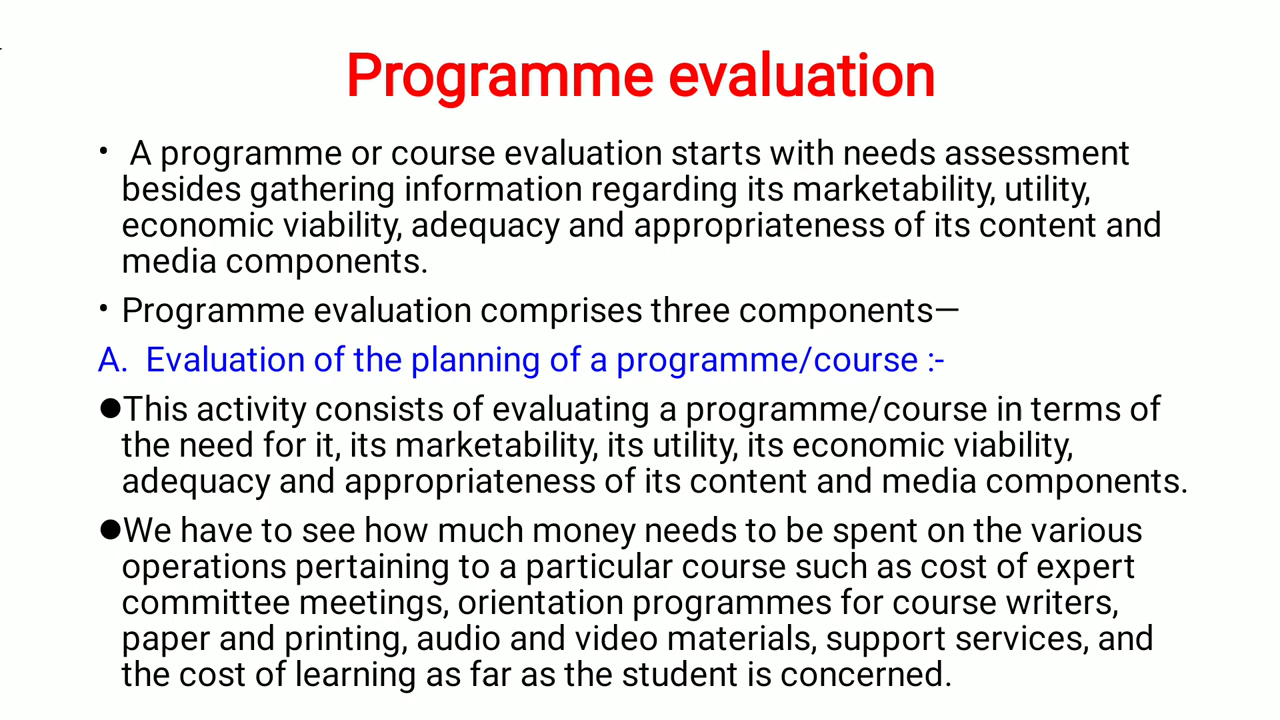 Programme evaluation
• A programme or course evaluation starts with needs assessment
besides gathering information regarding its marketability, utility,
economic viability, adequacy and appropriateness of its content and
media components.
• Programme evaluation comprises three components—
A. Evaluation of the planning of a programme/course :-
●This activity consists of evaluating a programme/course in terms of
the need for it, its marketability, its utility, its economic viability,
adequacy and appropriateness of its content and media components.
●We have to see how much money needs to be spent on the various
operations pertaining to a particular course such as cost of expert
committee meetings, orientation programmes for course writers,
paper and printing, audio and video materials, support services, and
the cost of learning as far as the student is concerned.